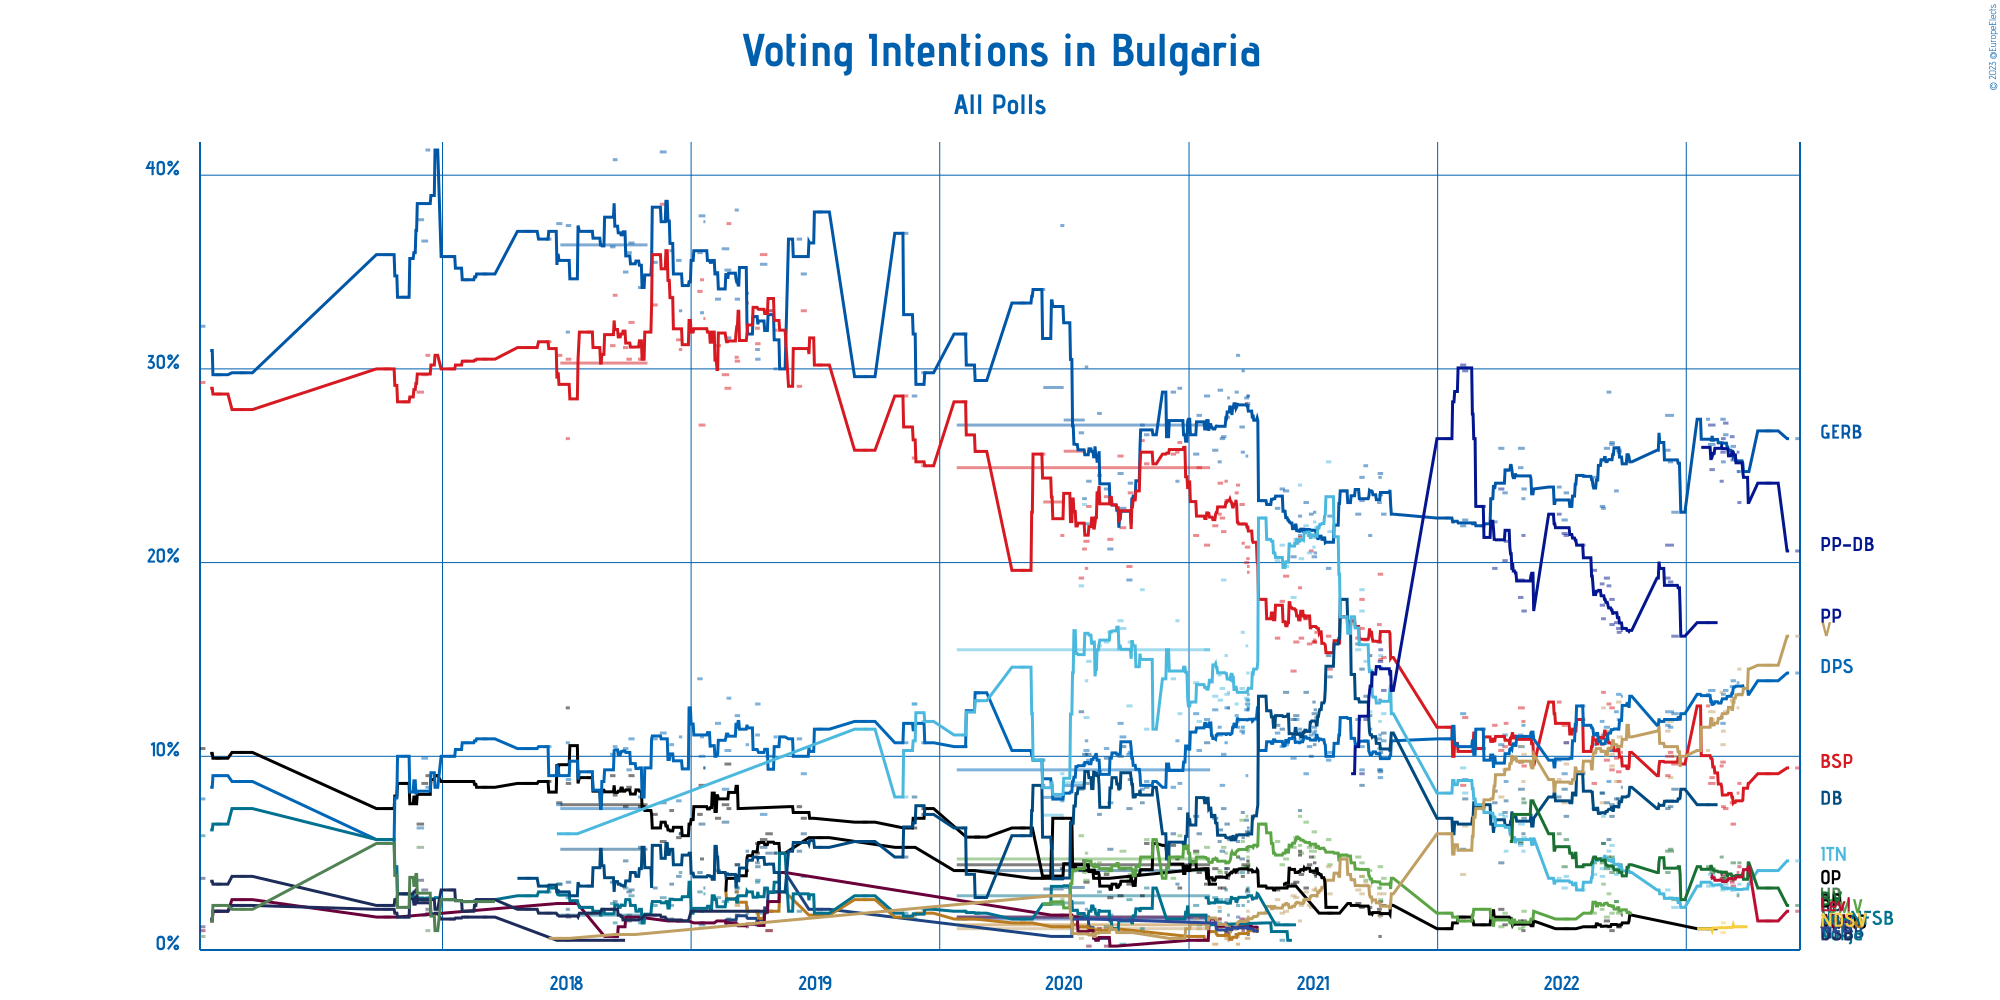 Voting Intentions in Bulgaria
All Polls
© 2023 @EuropeElects
40%
30%
20%
10%
0%
2018
2019
2020
2021
2022
GERB
PP-DB
PP
V
DPS
BSP
DB
ITN
OP
NDSV